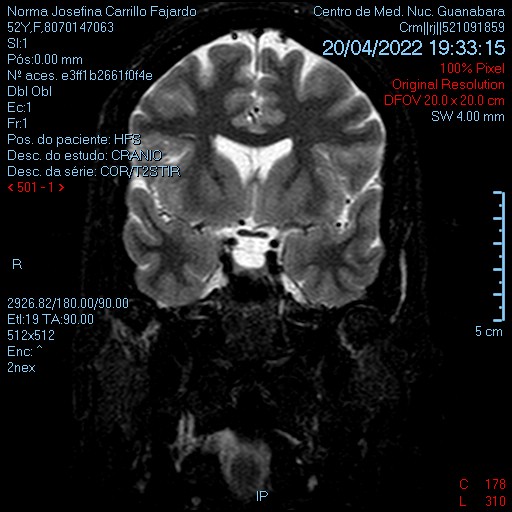 Norma Josefina Carrillo Fajardo
52Y,F,8070147063
Sl:1
Pós:0.00 mm
Nº aces. e3ff1b2661f0f4e
Dbl Obl
Ec:1
Fr:1
Pos. do paciente: HFS
Desc. do estudo: CRANIO
Desc. da série: COR/T2STIR
< 501 - 1 >
Centro de Med. Nuc. Guanabara
Crm||rj||521091859
20/04/2022 19:33:15
100% Pixel
Original Resolution
DFOV 20.0 x 20.0 cm
SW 4.00 mm
R
5 cm
2926.82/180.00/90.00
Etl:19 TA:90.00
512x512
Enc: ^
2nex
IP
C 178
L 310